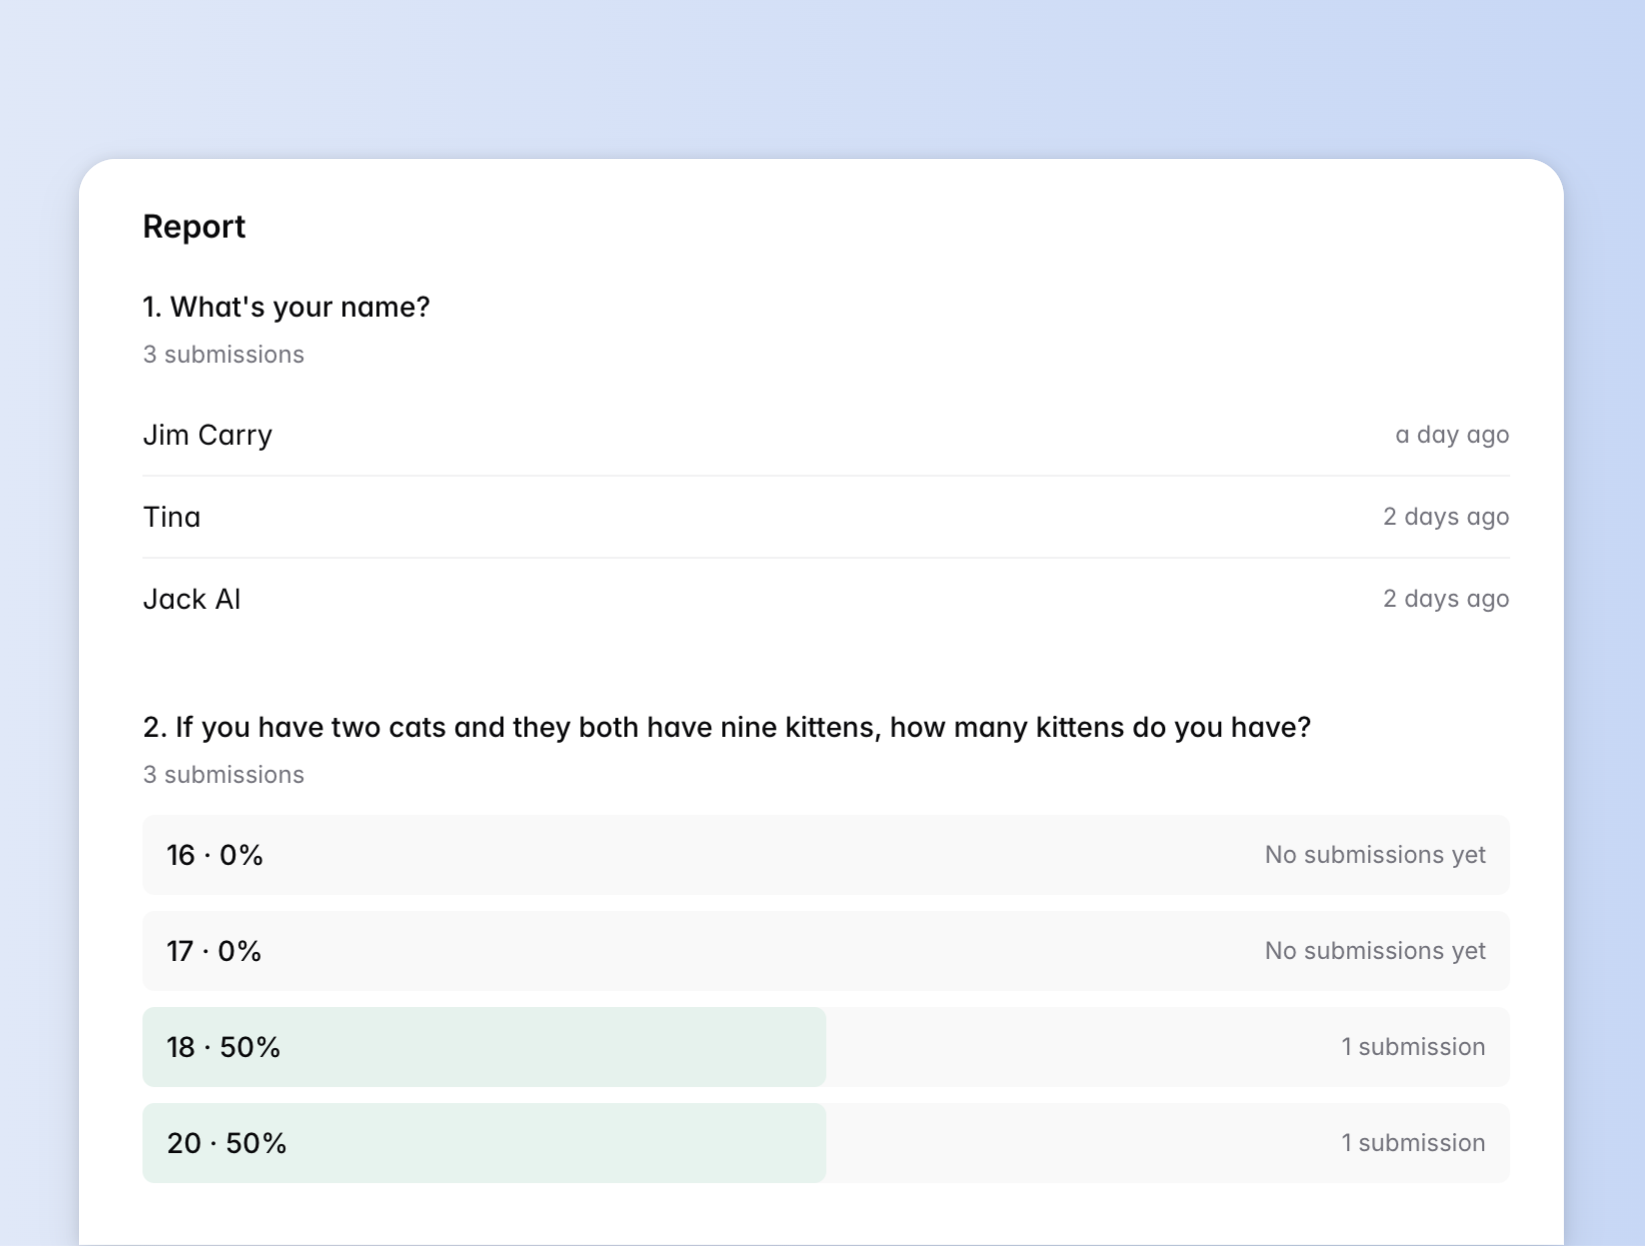 Report
1. What's your name?
3 submissions
Jim Carry a day ago
Tina 2 days ago
Jack Al 2 days ago
2. If you have two cats and they both have nine kittens, how many kittens do you have?
3 submissions
16 · 0% No submissions yet
17 · 0% No submissions yet
18 · 50% 1 submission
20 · 50% 1 submission